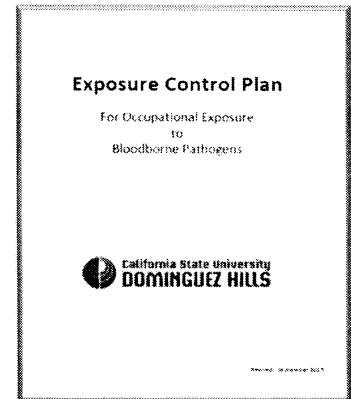 Exposure Control Plan
For Occupational Exposure
to
Bloodborne Pathogens
California State University
DOMINGUEZ HILLS